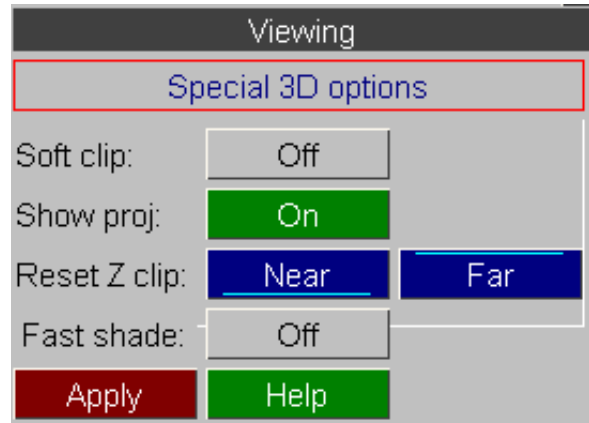 Viewing
Special 3D options
Soft clip: Off
Show proj: On
Reset Z clip: Near Far
Fast shade: Off
Apply Help